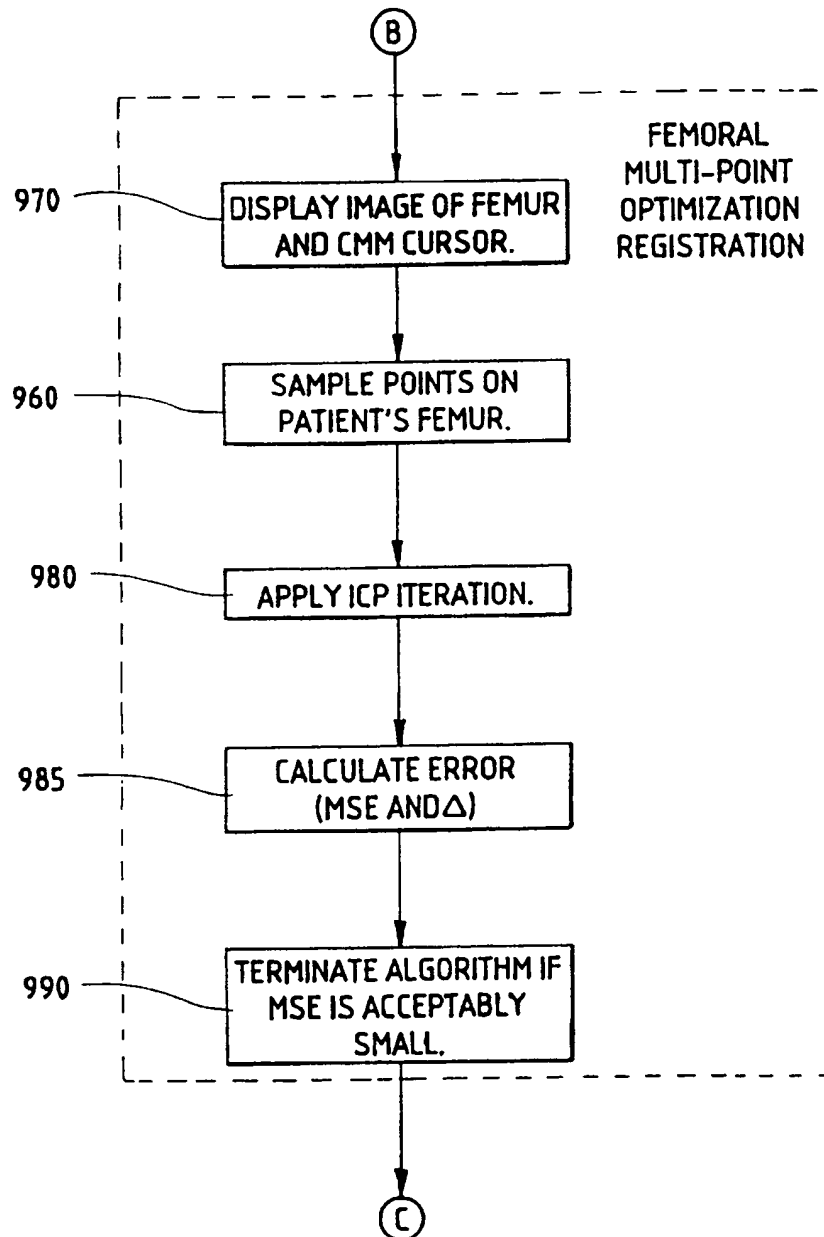 B
FEMORAL
MULTI-POINT
OPTIMIZATION
REGISTRATION
970
DISPLAY IMAGE OF FEMUR
AND CMM CURSOR.
960
SAMPLE POINTS ON
PATIENT'S FEMUR.
980
APPLY ICP ITERATION.
985
CALCULATE ERROR
(MSE AND Δ)
990
TERMINATE ALGORITHM IF
MSE IS ACCEPTABLY
SMALL.
C